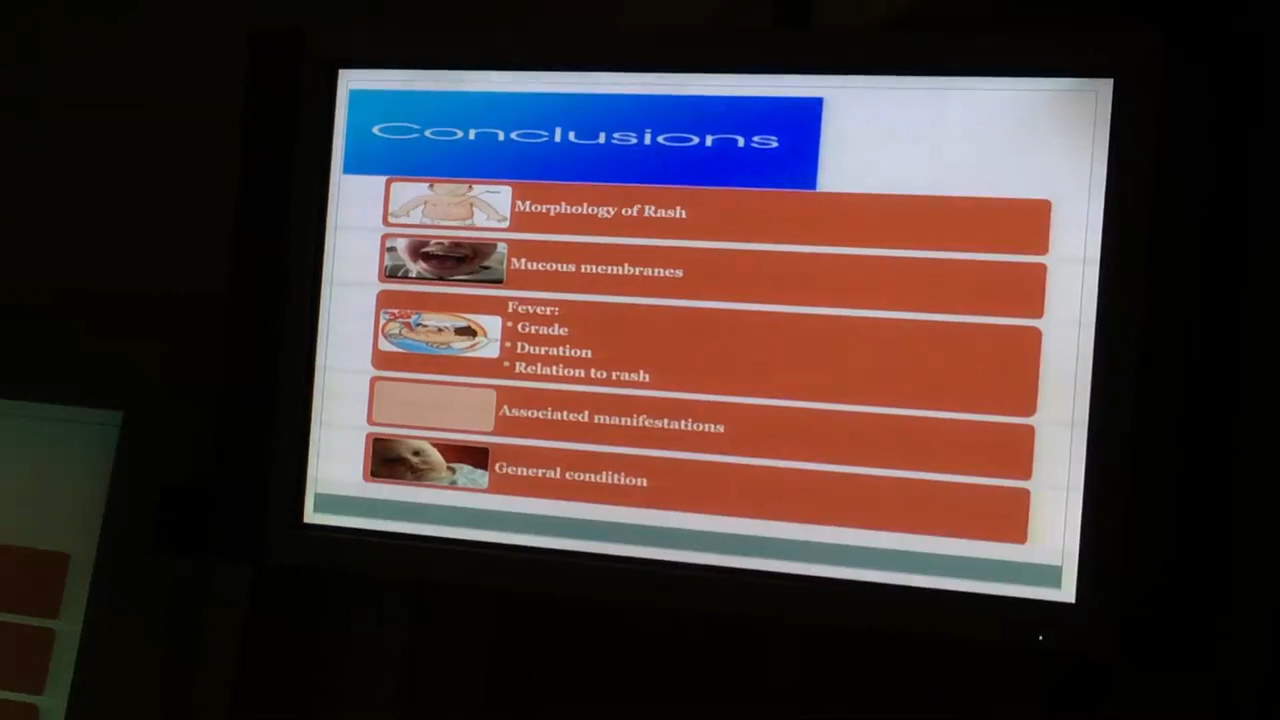 Conclusions
Morphology of Rash
Mucous membranes
Fever:
* Grade
* Duration
* Relation to rash
Associated manifestations
General condition